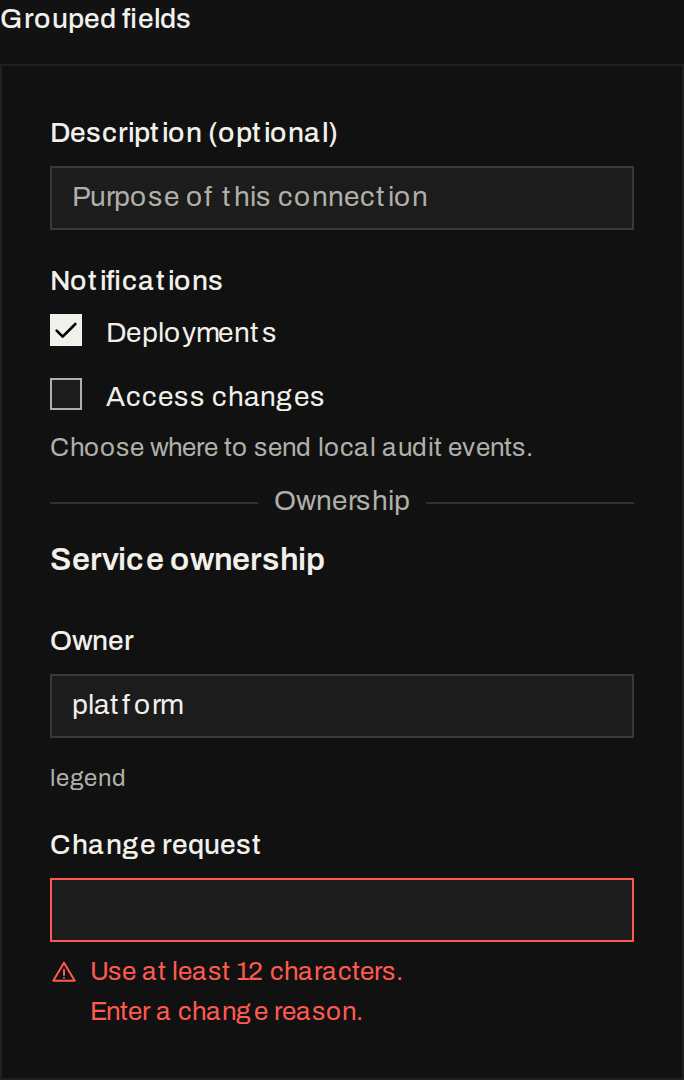 Grouped fields
Description (optional)
Purpose of this connection
Notifications
Deployments
Access changes
Choose where to send local audit events.
Ownership
Service ownership
Owner
platform
legend
Change request
Use at least 12 characters.
Enter a change reason.